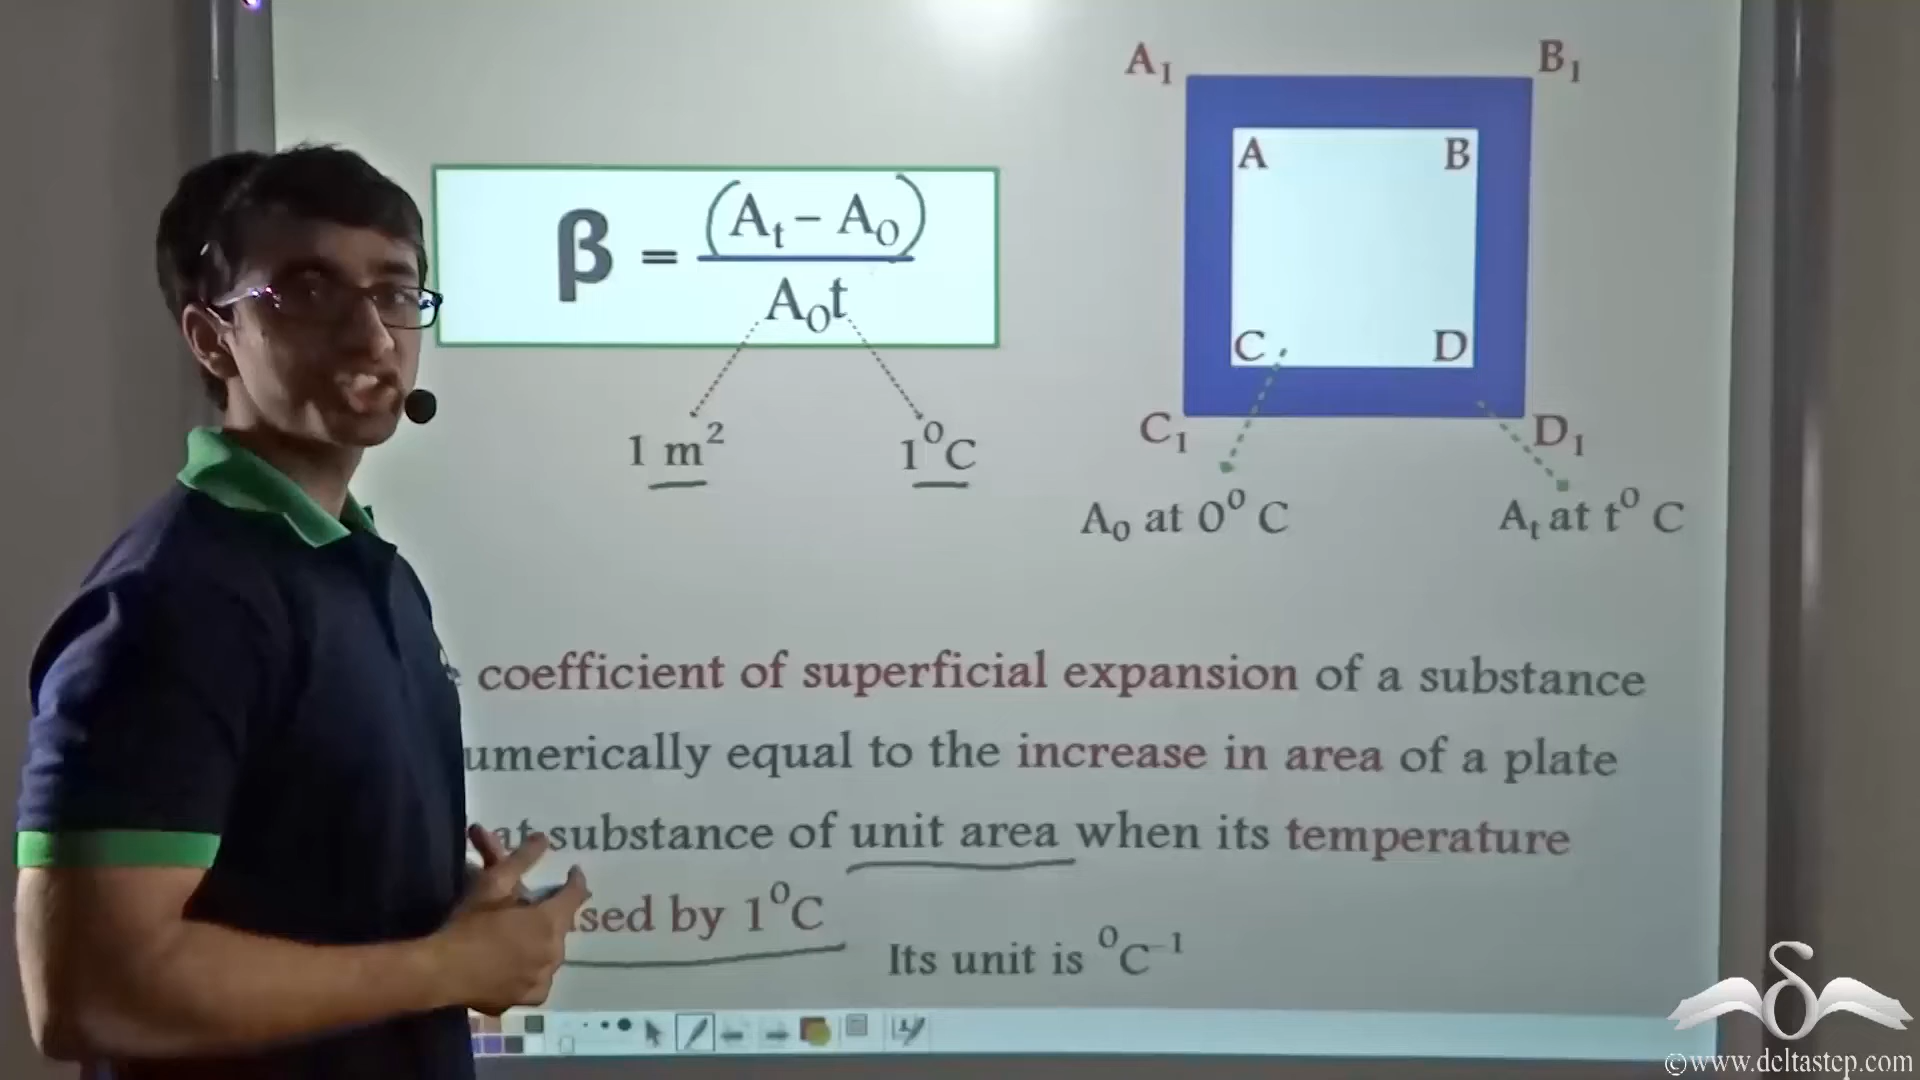 A₁
B₁
A B
β = (Aₜ – A₀) / A₀t
C D
1 m²
1⁰C
C₁
D₁
A₀ at 0⁰ C
Aₜ at t⁰ C
coefficient of superficial expansion of a substance
umerically equal to the increase in area of a plate
at substance of unit area when its temperature
sed by 1⁰C
Its unit is ⁰C⁻¹
©www.deltastep.com